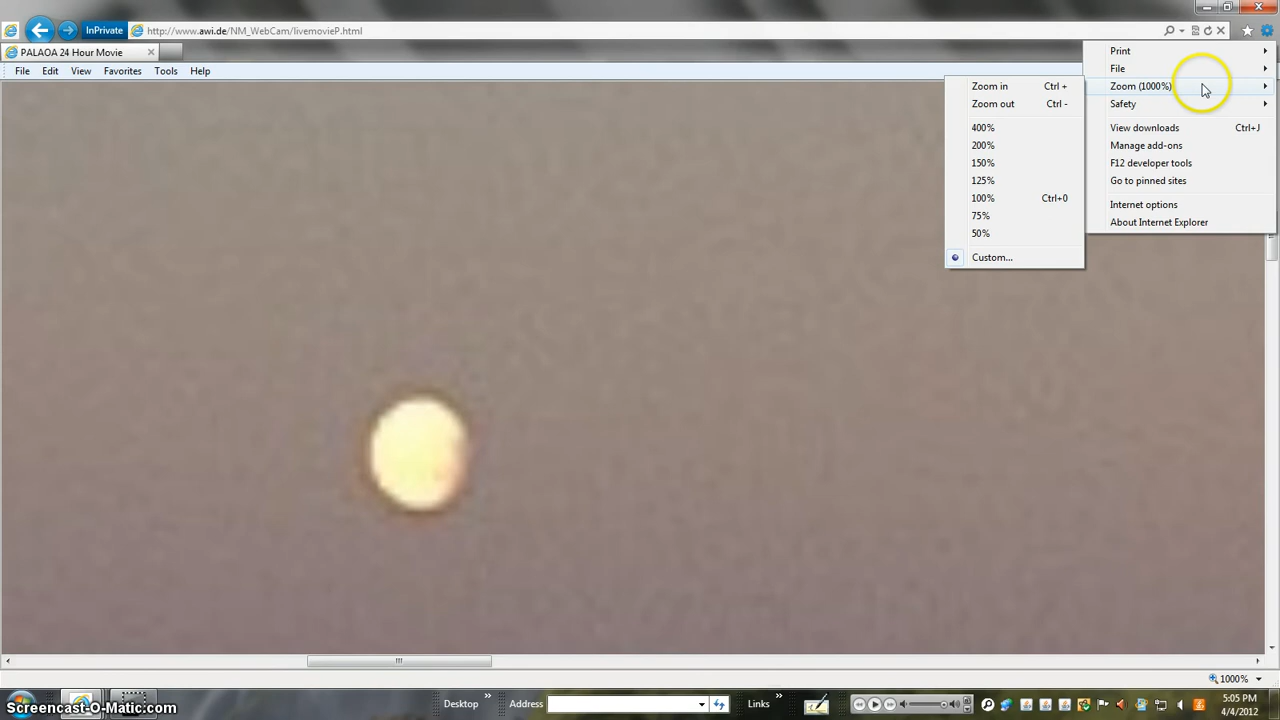 InPrivate
http://www.awi.de/NM_WebCam/livemovieP.html
PALAOA 24 Hour Movie
File Edit View Favorites Tools Help
Print
File
Zoom (1000%)
Safety
View downloads Ctrl+J
Manage add-ons
F12 developer tools
Go to pinned sites
Internet options
About Internet Explorer
Zoom in Ctrl +
Zoom out Ctrl -
400%
200%
150%
125%
100% Ctrl+0
75%
50%
Custom...
1000%
Desktop Address Links
5:05 PM
4/4/2012
Screencast-O-Matic.com